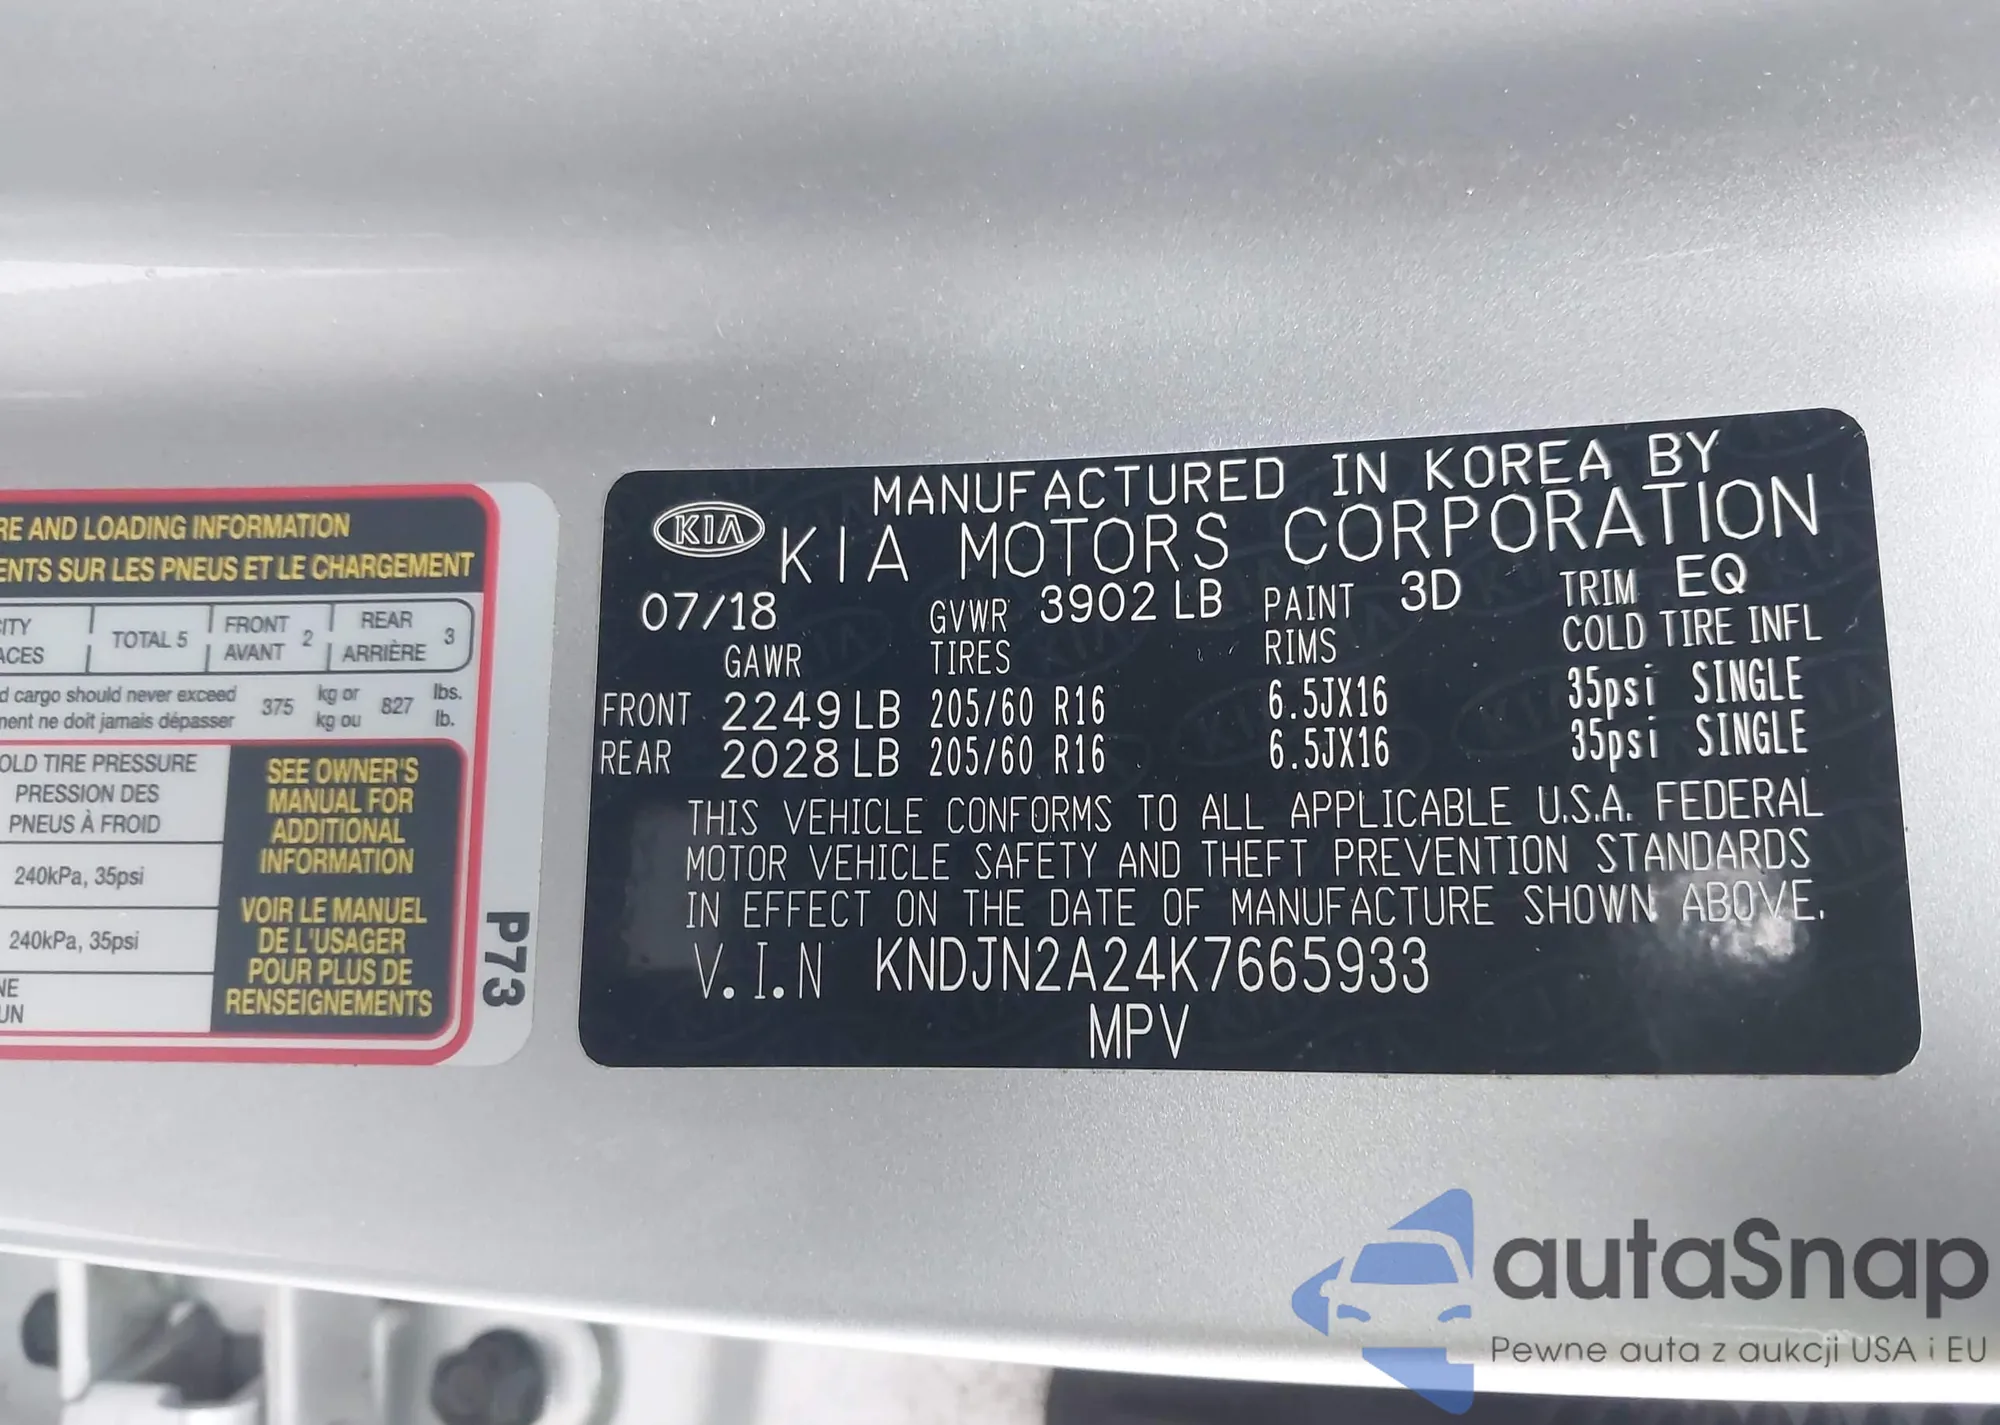 RE AND LOADING INFORMATION
ENTS SUR LES PNEUS ET LE CHARGEMENT
TOTAL 5
FRONT
AVANT
2
REAR
ARRIÈRE
3
d cargo should never exceed
ment ne doit jamais dépasser
375
kg or
kg ou
827
lbs.
lb.
OLD TIRE PRESSURE
PRESSION DES
PNEUS À FROID
240kPa, 35psi
240kPa, 35psi
SEE OWNER'S
MANUAL FOR
ADDITIONAL
INFORMATION
VOIR LE MANUEL
DE L'USAGER
POUR PLUS DE
RENSEIGNEMENTS
P73
KIA
MANUFACTURED IN KOREA BY
KIA MOTORS CORPORATION
07/18 GVWR 3902 LB PAINT 3D TRIM EQ
GAWR TIRES RIMS COLD TIRE INFL
FRONT 2249 LB 205/60 R16 6.5JX16 35psi SINGLE
REAR 2028 LB 205/60 R16 6.5JX16 35psi SINGLE
THIS VEHICLE CONFORMS TO ALL APPLICABLE U.S.A. FEDERAL
MOTOR VEHICLE SAFETY AND THEFT PREVENTION STANDARDS
IN EFFECT ON THE DATE OF MANUFACTURE SHOWN ABOVE.
V.I.N KNDJN2A24K7665933
MPV
autaSnap
Pewne auta z aukcji USA i EU